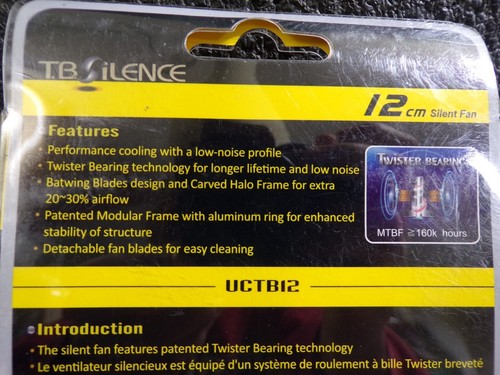 T.B.SILENCE
12cm Silent Fan
Features
• Performance cooling with a low-noise profile
• Twister Bearing technology for longer lifetime and low noise
• Batwing Blades design and Carved Halo Frame for extra
20~30% airflow
• Patented Modular Frame with aluminum ring for enhanced
stability of structure
• Detachable fan blades for easy cleaning
TWISTER BEARING
MTBF ≧160k hours
UCTB12
Introduction
• The silent fan features patented Twister Bearing technology
• Le ventilateur silencieux est équipé d'un système de roulement à bille Twister breveté